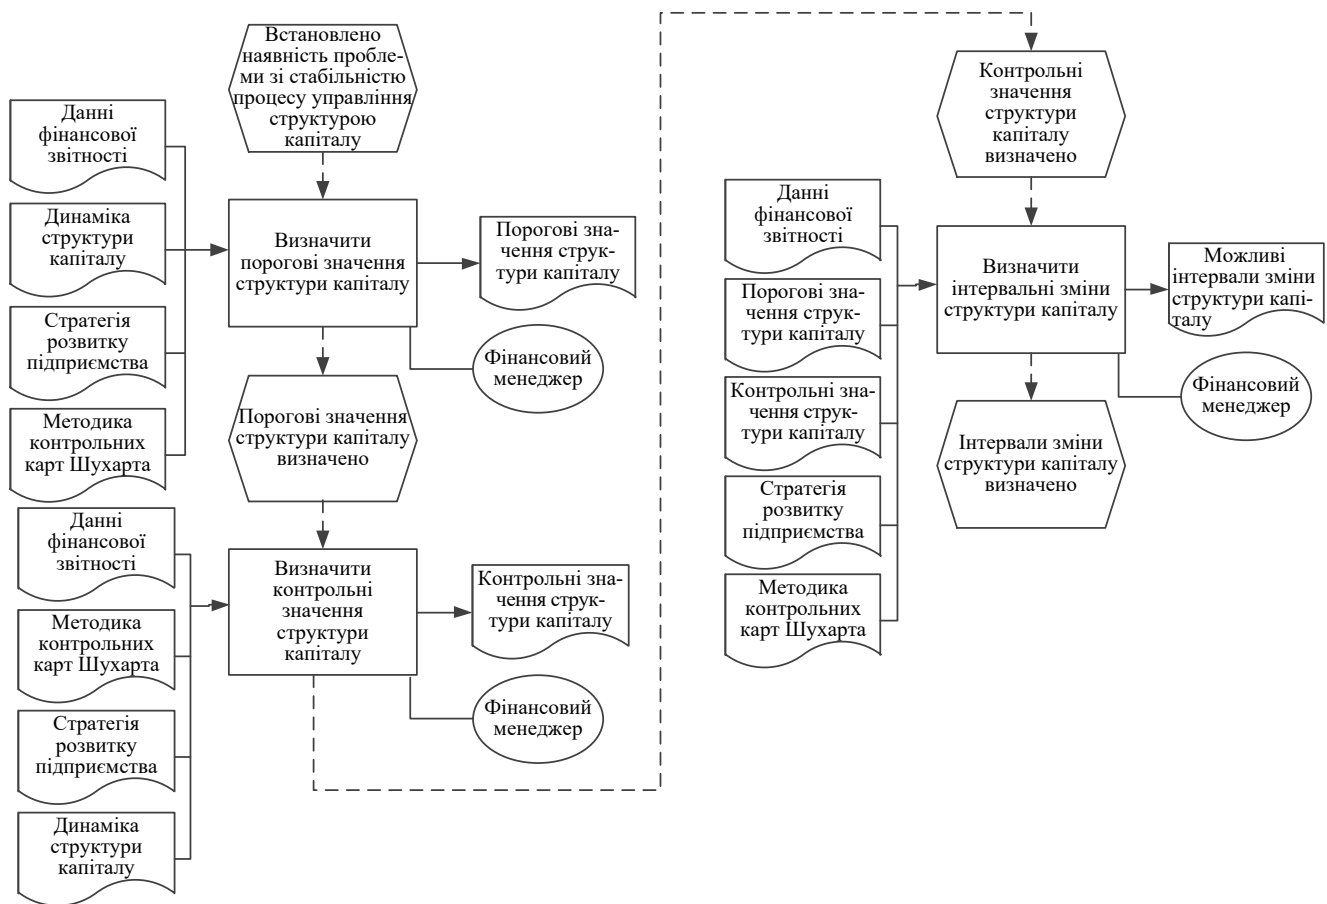 Встановлено
наявність пробле-
ми зі стабільністю
процесу управління
структурою
капіталу
Данні
фінансової
звітності
Динаміка
структури
капіталу
Стратегія
розвитку
підприємства
Методика
контрольних
карт Шухарта
Визначити
порогові значення
структури капіталу
Порогові зна-
чення струк-
тури капіталу
Фінансовий
менеджер
Порогові значення
структури капіталу
визначено
Данні
фінансової
звітності
Методика
контрольних
карт Шухарта
Стратегія
розвитку
підприємства
Динаміка
структури
капіталу
Визначити
контрольні
значення
структури
капіталу
Контрольні зна-
чення струк-
тури капіталу
Фінансовий
менеджер
Контрольні
значення
структури
капіталу
визначено
Данні
фінансової
звітності
Порогові зна-
чення струк-
тури капіталу
Контрольні зна-
чення струк-
тури капіталу
Стратегія
розвитку
підприємства
Методика
контрольних
карт Шухарта
Визначити
інтервальні зміни
структури капіталу
Можливі
інтервали зміни
структури капі-
талу
Фінансовий
менеджер
Інтервали зміни
структури капіталу
визначено